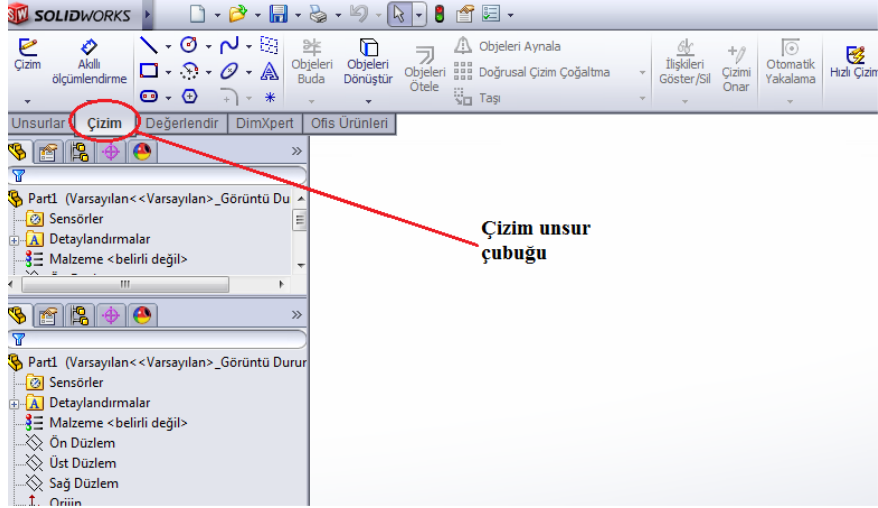 SOLIDWORKS
Çizim
Akıllı
ölçümlendirme
Objeleri
Buda
Objeleri
Dönüştür
Objeleri
Ötele
Objeleri Aynala
Doğrusal Çizim Çoğaltma
Taşı
İlişkileri
Göster/Sil
Çizimi
Onar
Otomatik
Yakalama
Hızlı Çizim
Unsurlar Çizim Değerlendir DimXpert Ofis Ürünleri
Part1 (Varsayılan<<Varsayılan>_Görüntü Du
Sensörler
Detaylandırmalar
Malzeme <belirli değil>
Çizim unsur
çubuğu
Part1 (Varsayılan<<Varsayılan>_Görüntü Durur
Sensörler
Detaylandırmalar
Malzeme <belirli değil>
Ön Düzlem
Üst Düzlem
Sağ Düzlem
Orijin